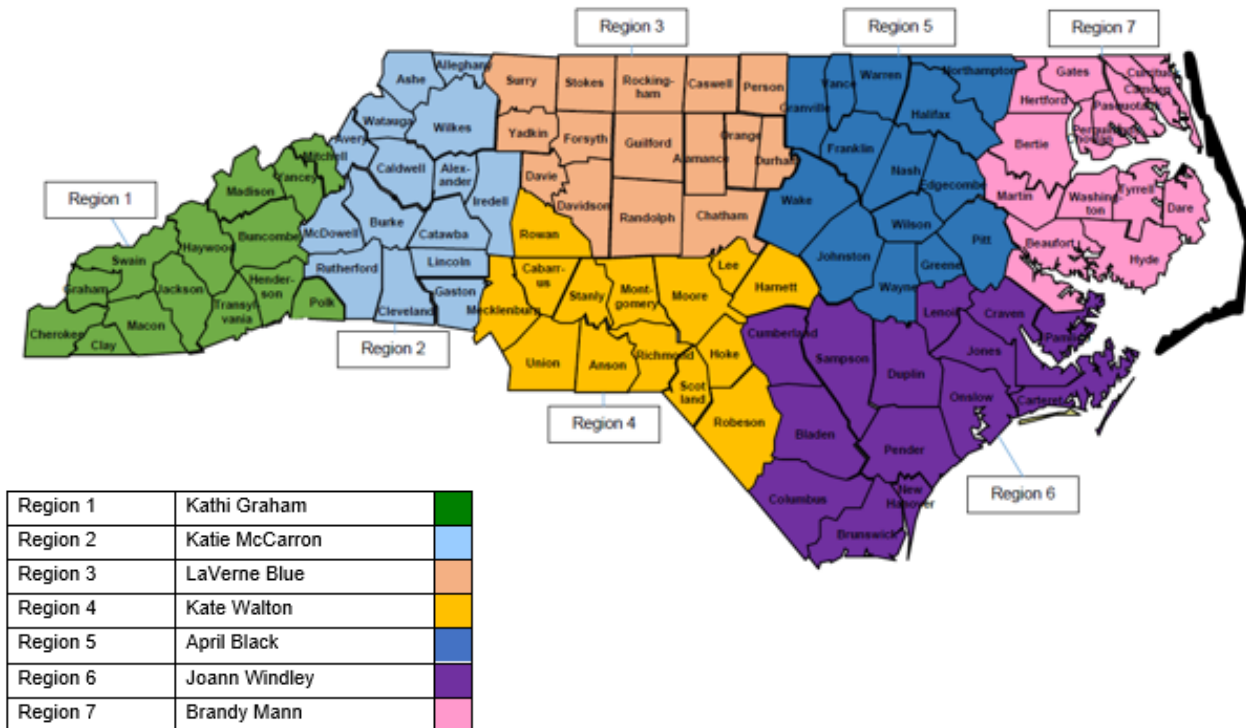 Region 3
Region 5
Region 7
Region 1
Region 2
Region 4
Region 6
Ashe
Alleghany
Surry
Stokes
Rocking-
ham
Caswell
Person
Granville
Vance
Warren
Northampton
Gates
Currituck
Camden
Hertford
Pasquotank
Halifax
Watauga
Wilkes
Avery
Yadkin
Forsyth
Guilford
Alamance
Orange
Durham
Franklin
Bertie
Mitchell
Yancey
Caldwell
Alex-
ander
Davie
Nash
Edgecombe
Madison
Iredell
Davidson
Randolph
Chatham
Wake
Martin
Washing-
ton
Tyrrell
Dare
Buncombe
McDowell
Burke
Catawba
Rowan
Wilson
Pitt
Haywood
Swain
Beaufort
Hyde
Rutherford
Lincoln
Cabarr-
us
Lee
Johnston
Greene
Graham
Jackson
Hender-
son
Polk
Gaston
Stanly
Mont-
gomery
Moore
Harnett
Wayne
Cherokee
Macon
Transyl-
vania
Cleveland
Mecklenburg
Cumberland
Lenoir
Craven
Pamlico
Clay
Union
Anson
Richmond
Hoke
Sampson
Duplin
Jones
Scot
land
Onslow
Carteret
Robeson
Bladen
Pender
Columbus
New
Hanover
Brunswick
Region 1 Kathi Graham
Region 2 Katie McCarron
Region 3 LaVerne Blue
Region 4 Kate Walton
Region 5 April Black
Region 6 Joann Windley
Region 7 Brandy Mann